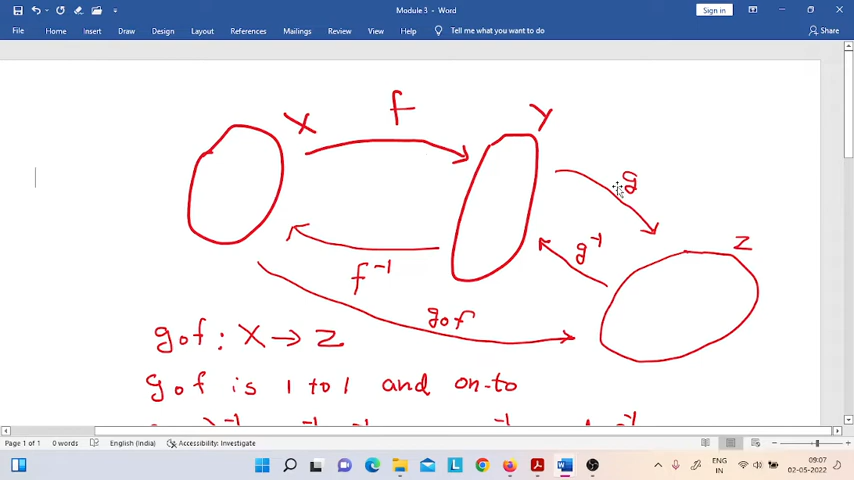 Module 3 - Word
Sign in
File Home Insert Draw Design Layout References Mailings Review View Help Tell me what you want to do Share
X f Y
g
g⁻¹ Z
f⁻¹
gof
gof : X → Z
gof is 1 to 1 and on-to
Page 1 of 1 0 words English (India) Accessibility: Investigate
ENG 09:07
IN 02-05-2022